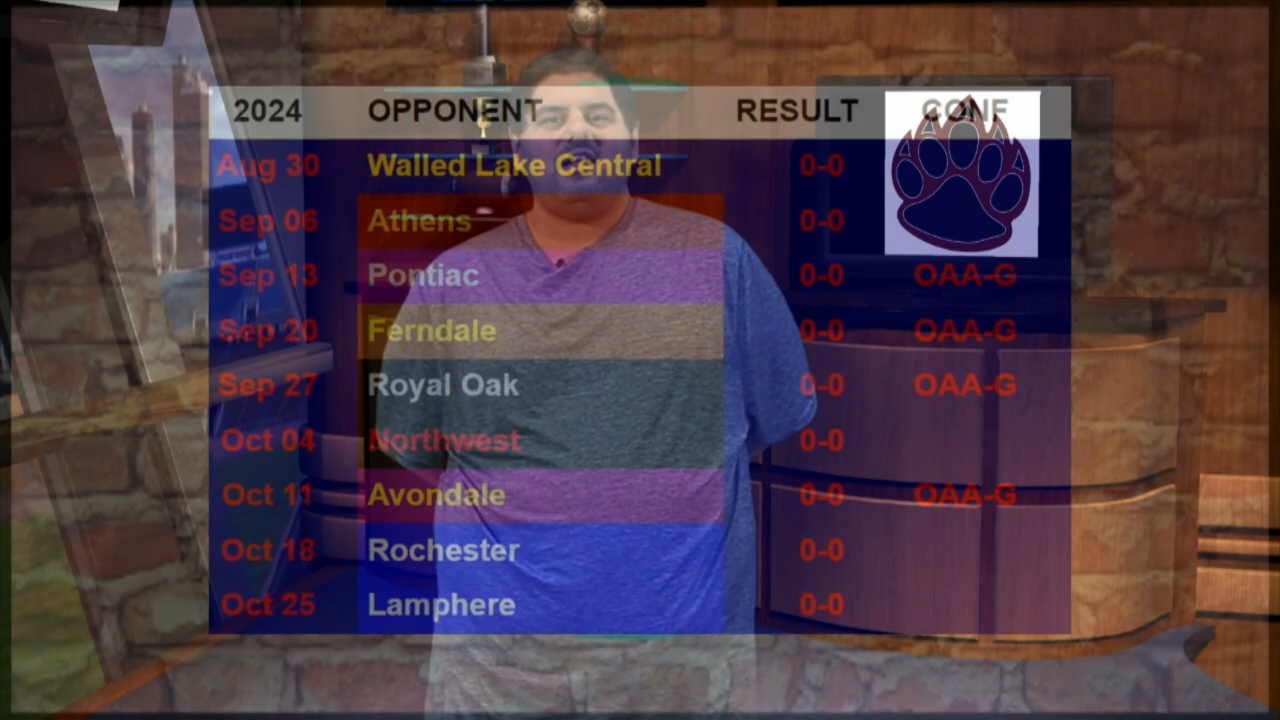 2024 OPPONENT RESULT CONF
Aug 30 Walled Lake Central 0-0
Sep 06 Athens 0-0
Sep 13 Pontiac 0-0 OAA-G
Sep 20 Ferndale 0-0 OAA-G
Sep 27 Royal Oak 0-0 OAA-G
Oct 04 Northwest 0-0
Oct 11 Avondale 0-0 OAA-G
Oct 18 Rochester 0-0
Oct 25 Lamphere 0-0